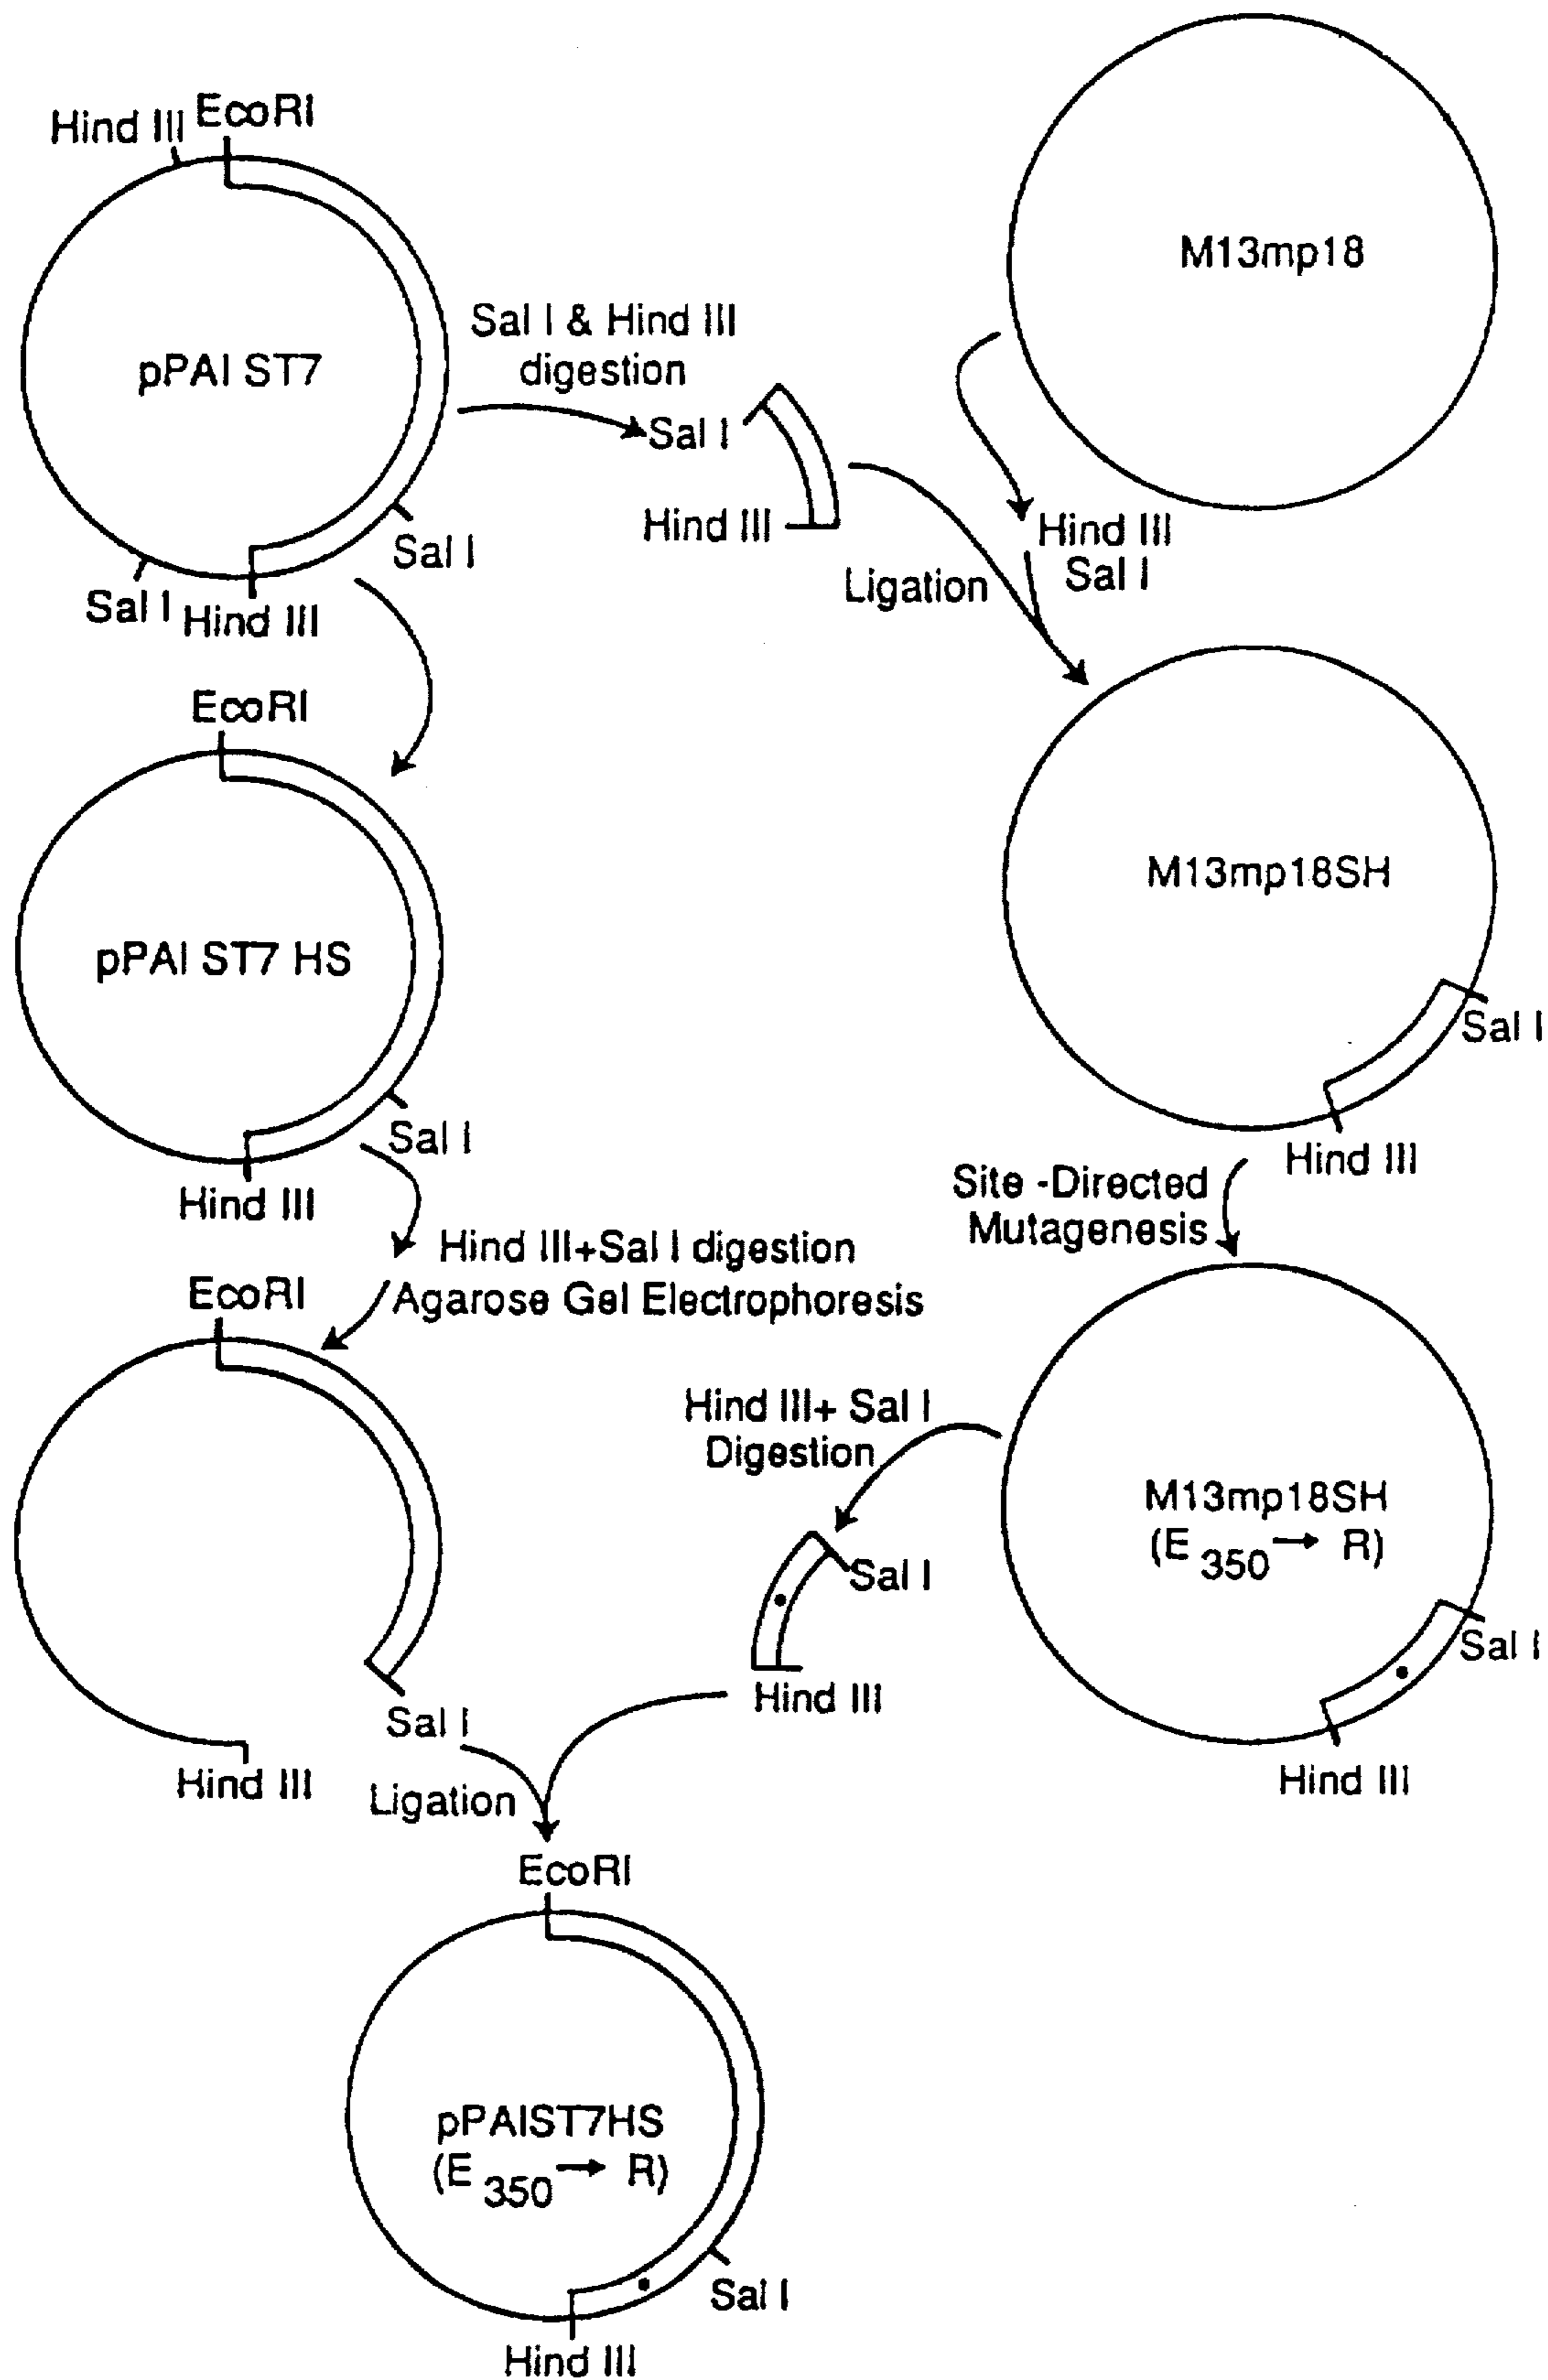 Hind III
EcoRI
M13mp18
pPAI ST7
Sal I & Hind III
digestion
Sal I
Hind III
Sal I
Sal I
Hind III
Hind III
Sal I
Ligation
EcoRI
pPAI ST7 HS
M13mp18SH
Sal I
Hind III
Sal I
Hind III
Site -Directed
Mutagenesis
Hind III+Sal I digestion
Agarose Gel Electrophoresis
EcoRI
Hind III+ Sal I
Digestion
M13mp18SH
(E 350 → R)
Sal I
Hind III
Sal I
Hind III
Sal I
Hind III
Ligation
EcoRI
pPAIST7HS
(E 350 → R)
Sal I
Hind III